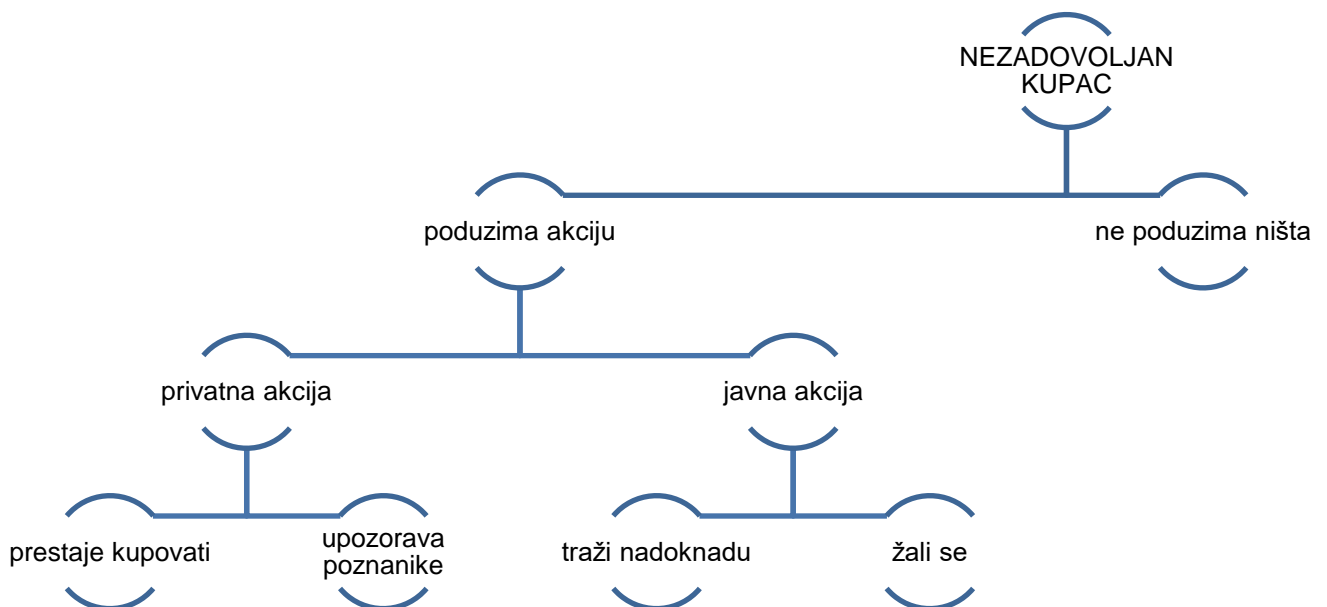 NEZADOVOLJAN
KUPAC
poduzima akciju
ne poduzima ništa
privatna akcija
javna akcija
prestaje kupovati
upozorava
poznanike
traži nadoknadu
žali se